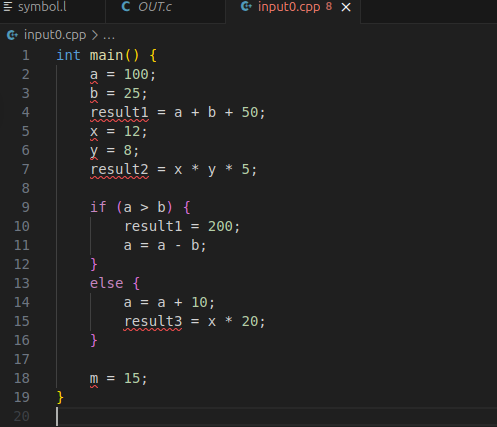 symbol.l OUT.c input0.cpp 8 ×
input0.cpp > ...
1 int main() {
2 a = 100;
3 b = 25;
4 result1 = a + b + 50;
5 x = 12;
6 y = 8;
7 result2 = x * y * 5;
8
9 if (a > b) {
10 result1 = 200;
11 a = a - b;
12 }
13 else {
14 a = a + 10;
15 result3 = x * 20;
16 }
17
18 m = 15;
19 }
20